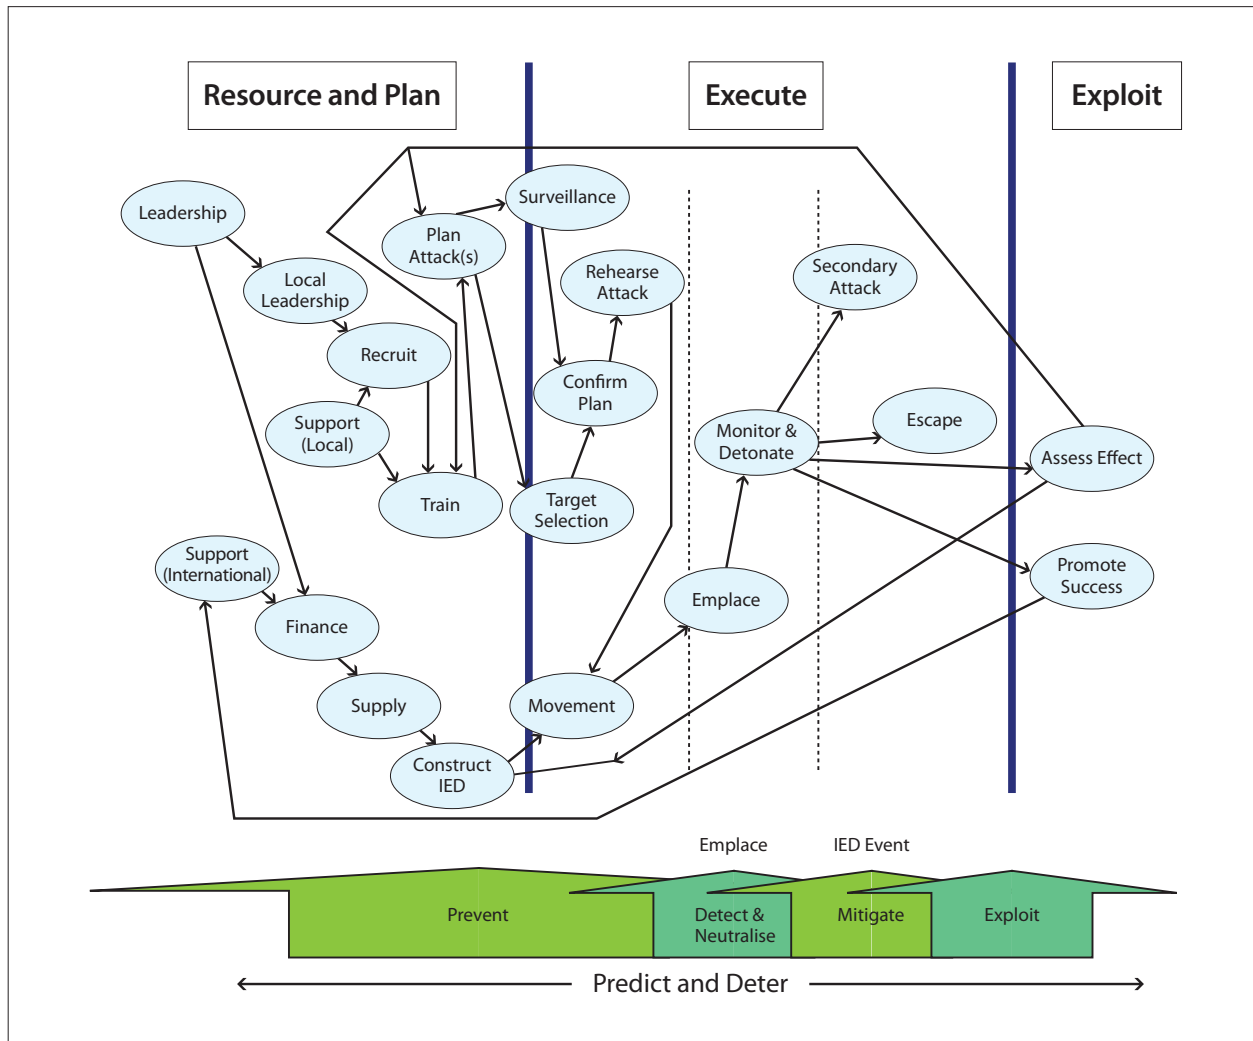 Resource and Plan
Execute
Exploit
Leadership
Local
Leadership
Recruit
Support
(Local)
Train
Plan
Attack(s)
Surveillance
Rehearse
Attack
Confirm
Plan
Target
Selection
Support
(International)
Finance
Supply
Construct
IED
Movement
Emplace
Monitor &
Detonate
Secondary
Attack
Escape
Assess Effect
Promote
Success
Emplace
IED Event
Prevent
Detect &
Neutralise
Mitigate
Exploit
Predict and Deter